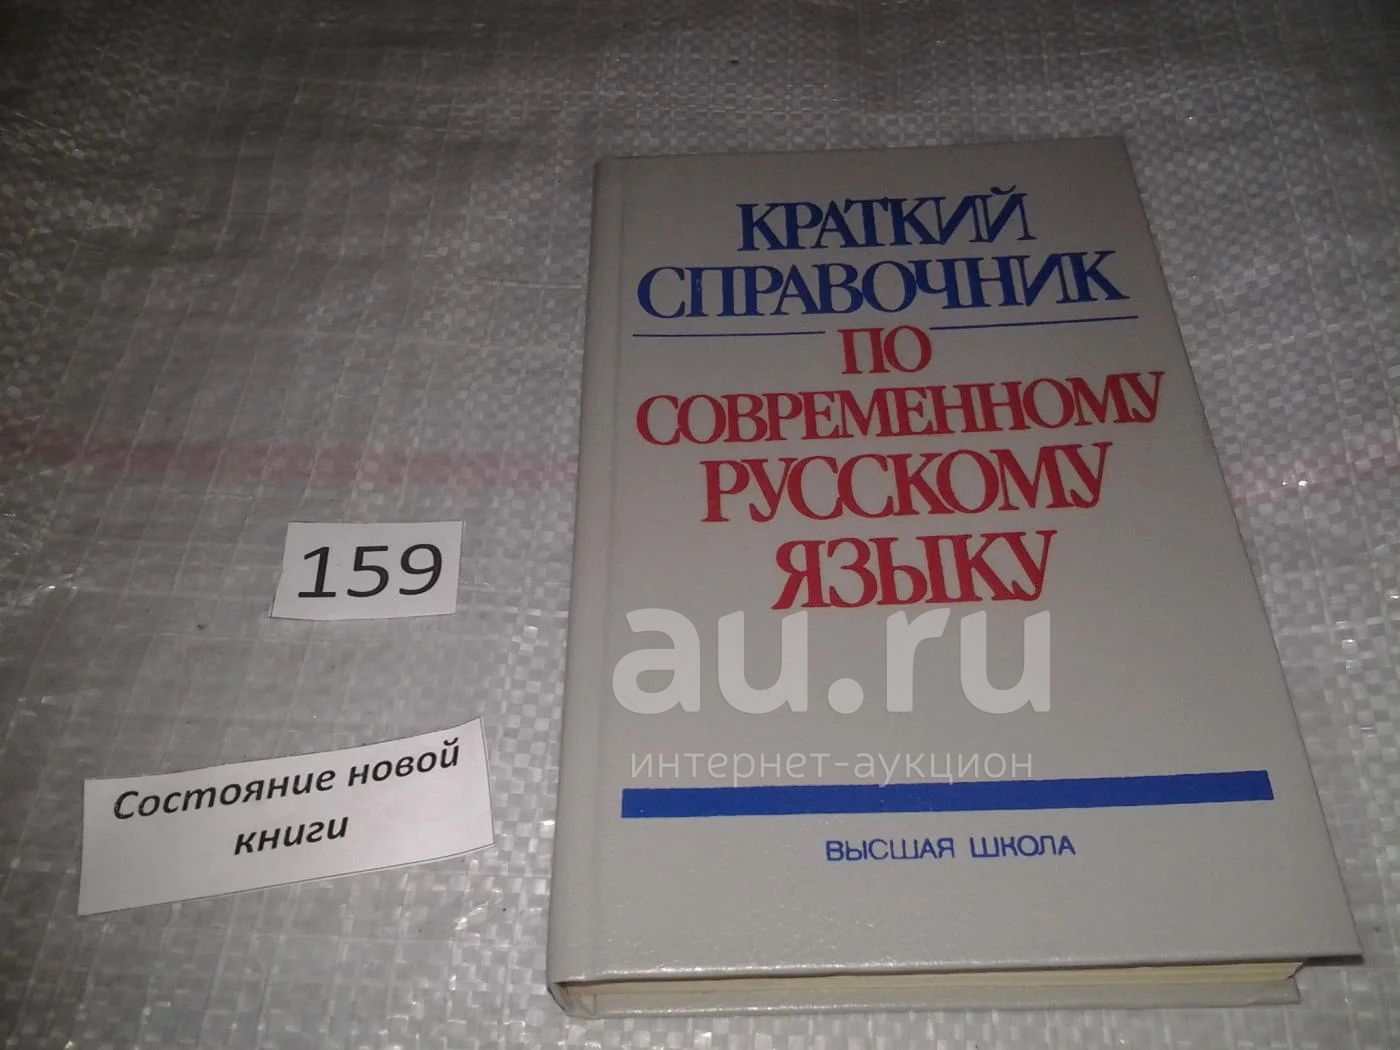 КРАТКИЙ
СПРАВОЧНИК
ПО
СОВРЕМЕННОМУ
РУССКОМУ
ЯЗЫКУ
au.ru
интернет-аукцион
ВЫСШАЯ ШКОЛА
159
Состояние новой
книги